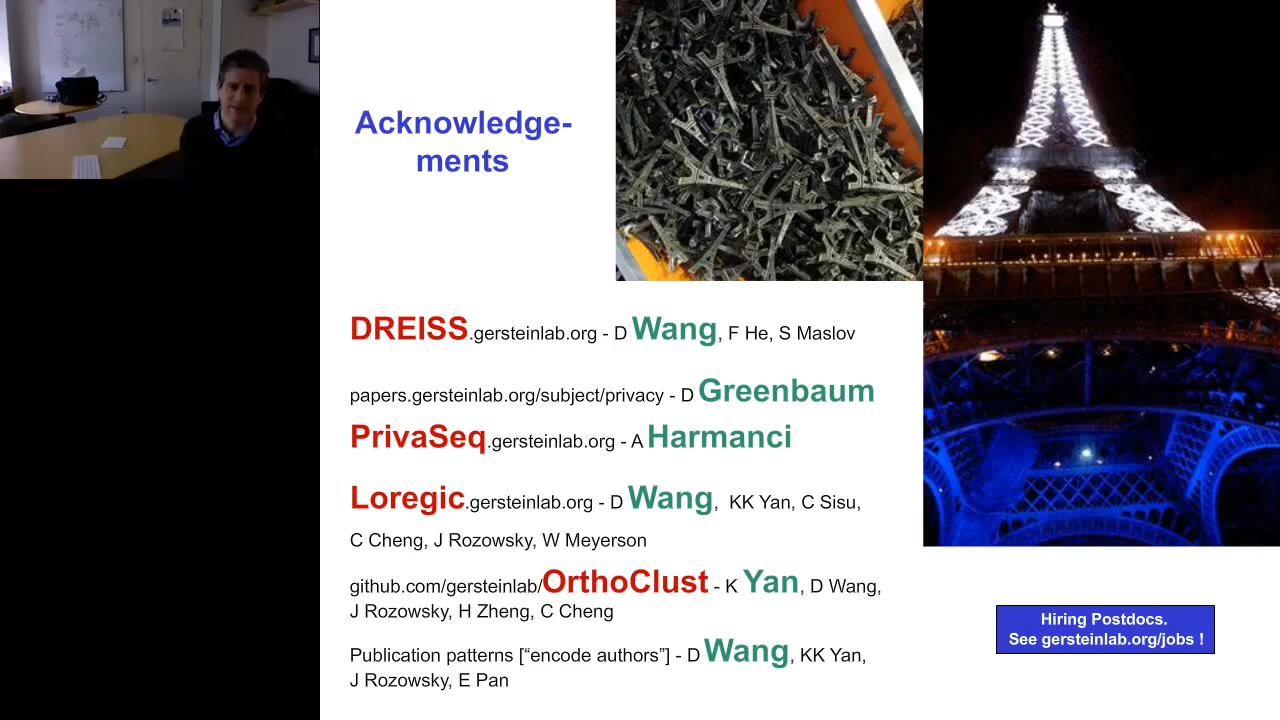 Acknowledge-
ments
DREISS.gersteinlab.org - D Wang, F He, S Maslov
papers.gersteinlab.org/subject/privacy - D Greenbaum
PrivaSeq.gersteinlab.org - A Harmanci
Loregic.gersteinlab.org - D Wang, KK Yan, C Sisu,
C Cheng, J Rozowsky, W Meyerson
github.com/gersteinlab/OrthoClust - K Yan, D Wang,
J Rozowsky, H Zheng, C Cheng
Publication patterns [“encode authors”] - D Wang, KK Yan,
J Rozowsky, E Pan
Hiring Postdocs.
See gersteinlab.org/jobs !